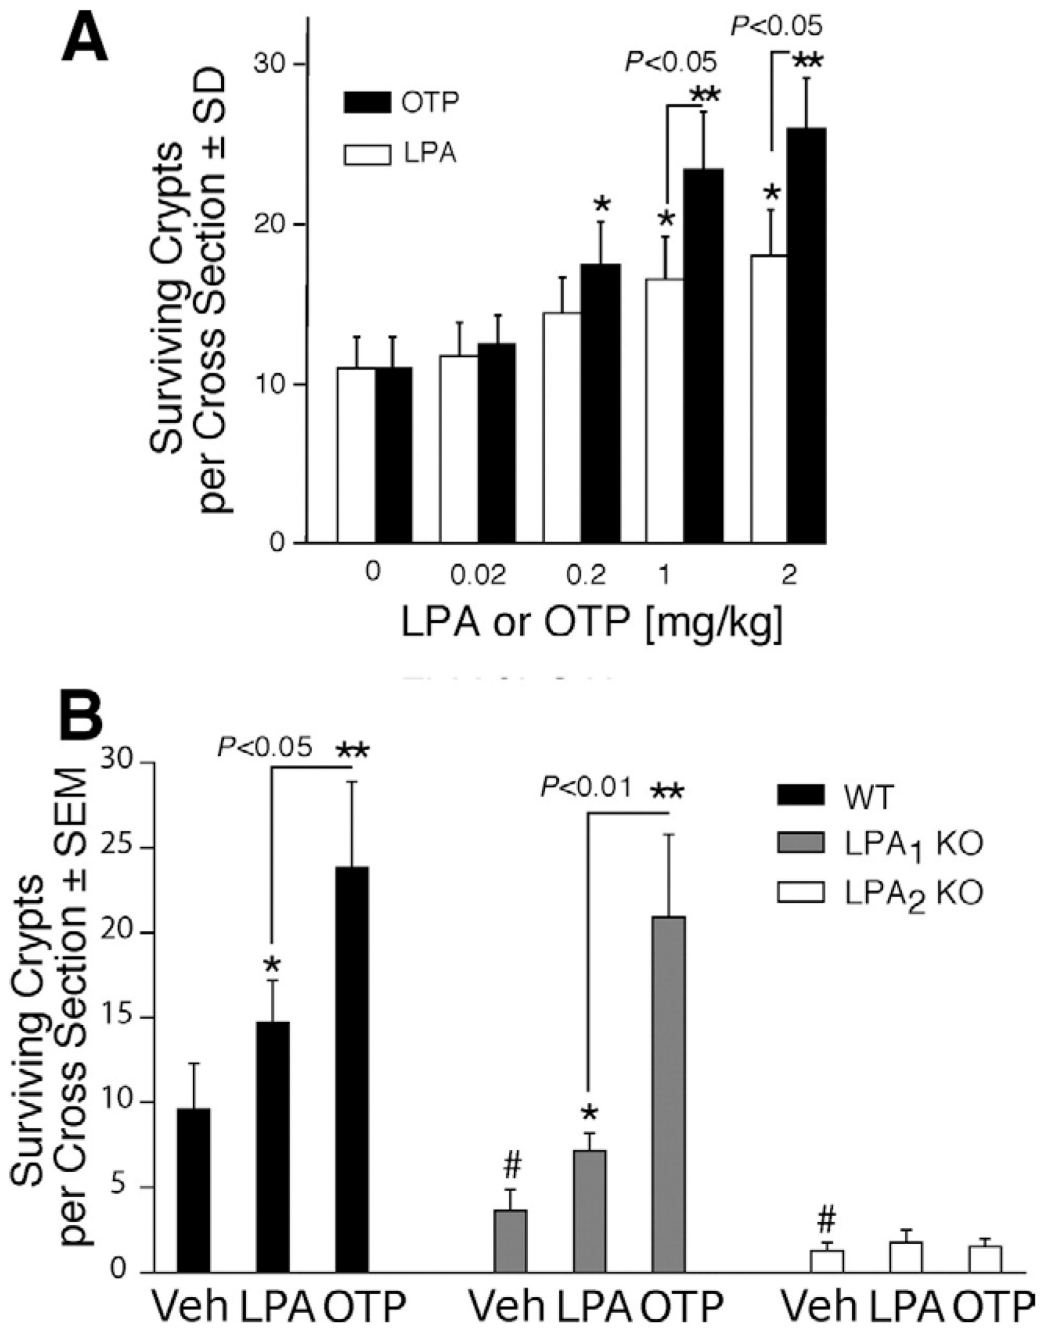 A
P<0.05
P<0.05
**
30
**
OTP
LPA
*
*
*
20
10
0
Surviving Crypts
per Cross Section ± SD
0 0.02 0.2 1 2
LPA or OTP [mg/kg]
B
P<0.05 **
30
P<0.01 **
WT
LPA1 KO
LPA2 KO
25
20
*
15
10
*
#
5
#
0
Surviving Crypts
per Cross Section ± SEM
Veh LPA OTP Veh LPA OTP Veh LPA OTP